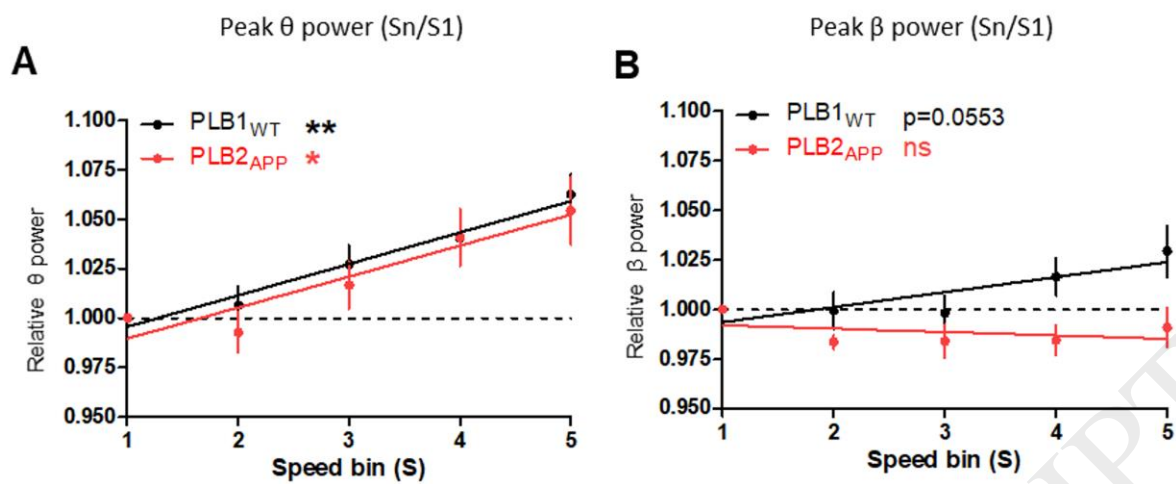 Peak θ power (Sn/S1)
A
PLB1WT **
PLB2APP *
Relative θ power
1.100
1.075
1.050
1.025
1.000
0.975
0.950
1 2 3 4 5
Speed bin (S)
Peak β power (Sn/S1)
B
PLB1WT p=0.0553
PLB2APP ns
Relative β power
1.100
1.075
1.050
1.025
1.000
0.975
0.950
1 2 3 4 5
Speed bin (S)